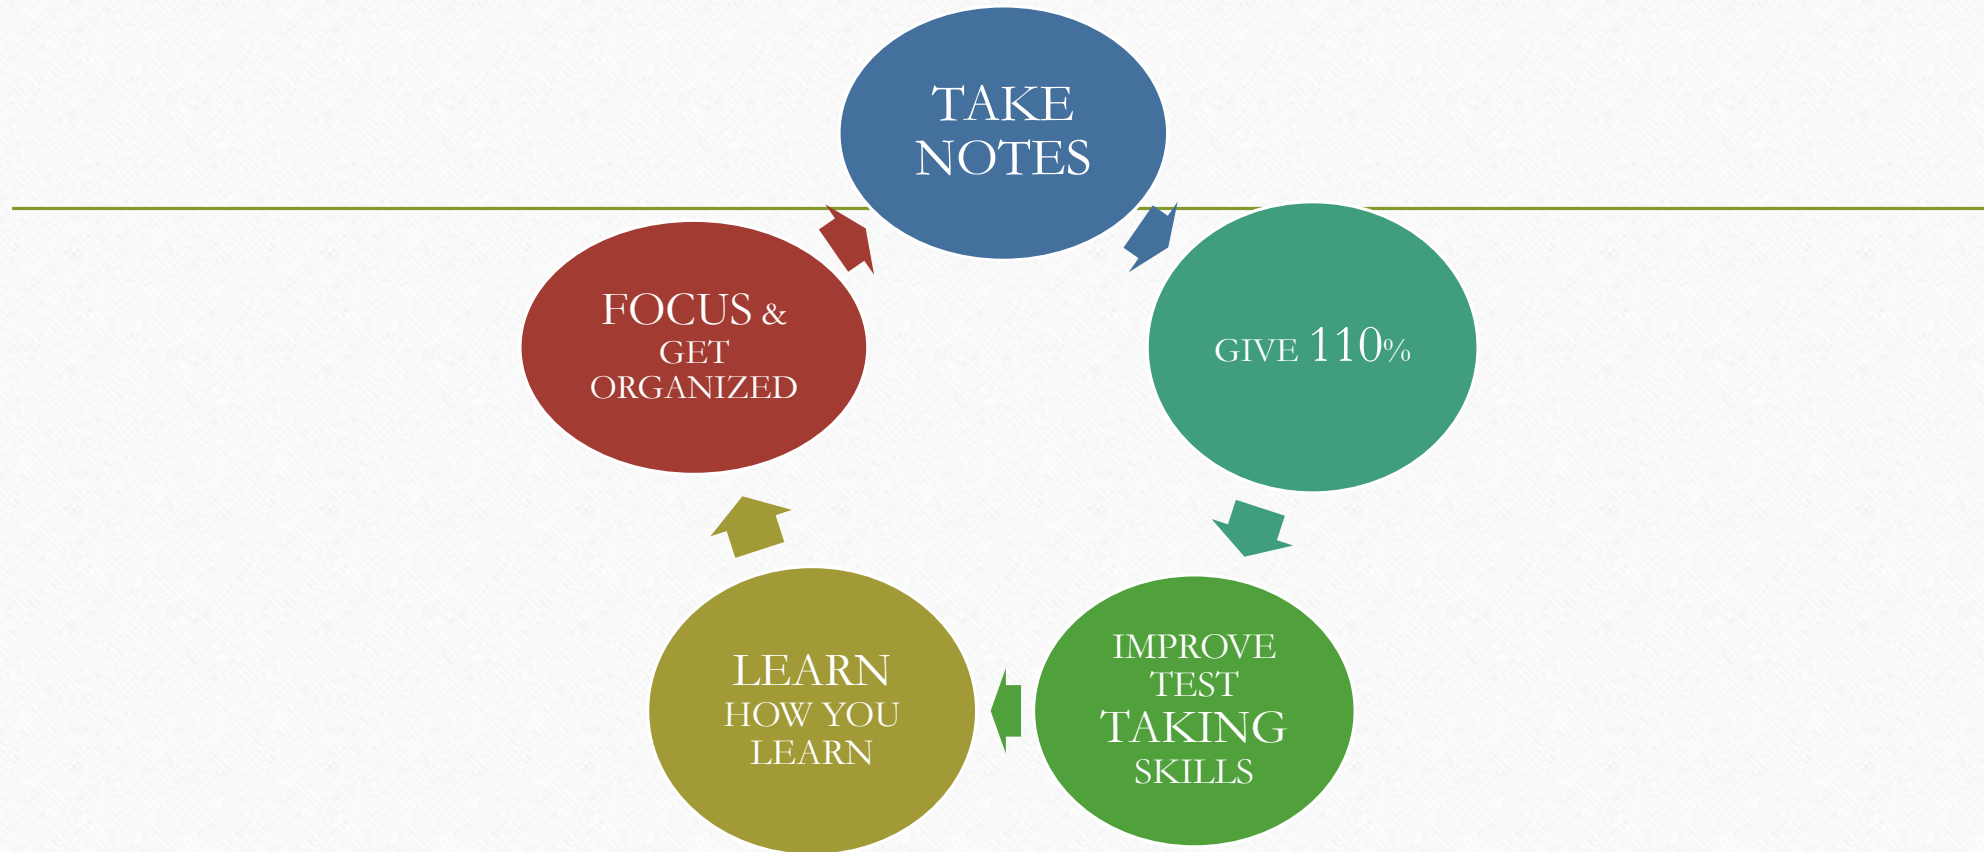 TAKE
NOTES
GIVE 110%
IMPROVE
TEST
TAKING
SKILLS
LEARN
HOW YOU
LEARN
FOCUS &
GET
ORGANIZED